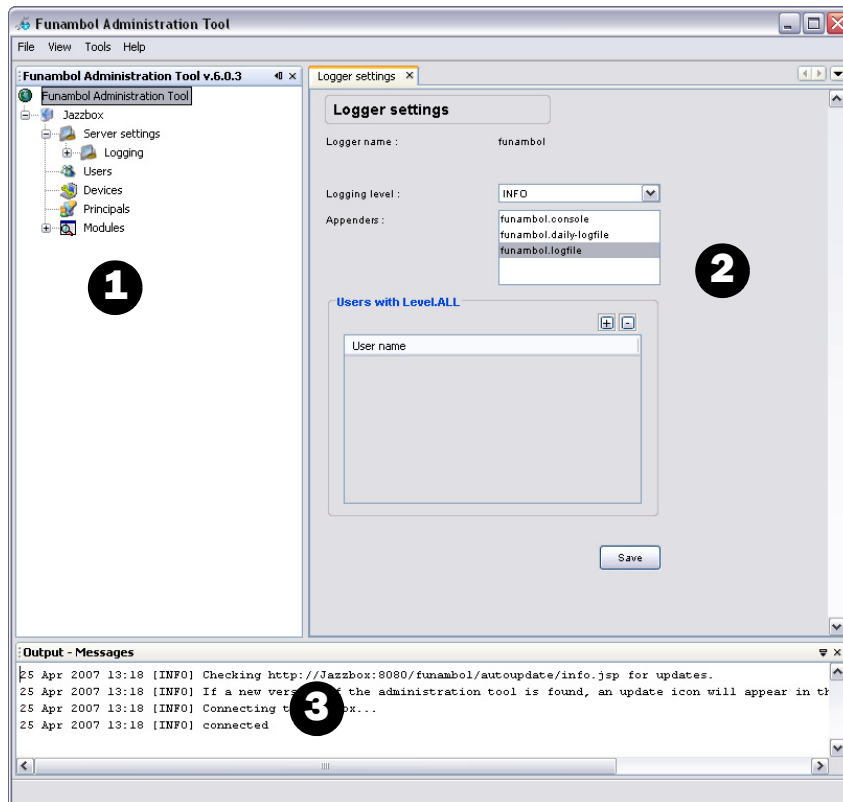 Funambol Administration Tool
File View Tools Help
Funambol Administration Tool v.6.0.3
Funambol Administration Tool
Jazzbox
Server settings
Logging
Users
Devices
Principals
Modules
1
Logger settings
Logger settings
Logger name : funambol
Logging level : INFO
Appenders :
funambol.console
funambol.daily-logfile
funambol.logfile
2
Users with Level.ALL
User name
Save
Output - Messages
25 Apr 2007 13:18 [INFO] Checking http://Jazzbox:8080/funambol/autoupdate/info.jsp for updates.
25 Apr 2007 13:18 [INFO] If a new the administration tool is found, an update icon will appear in th
25 Apr 2007 13:18 [INFO] Connecting
25 Apr 2007 13:18 [INFO] connected
3